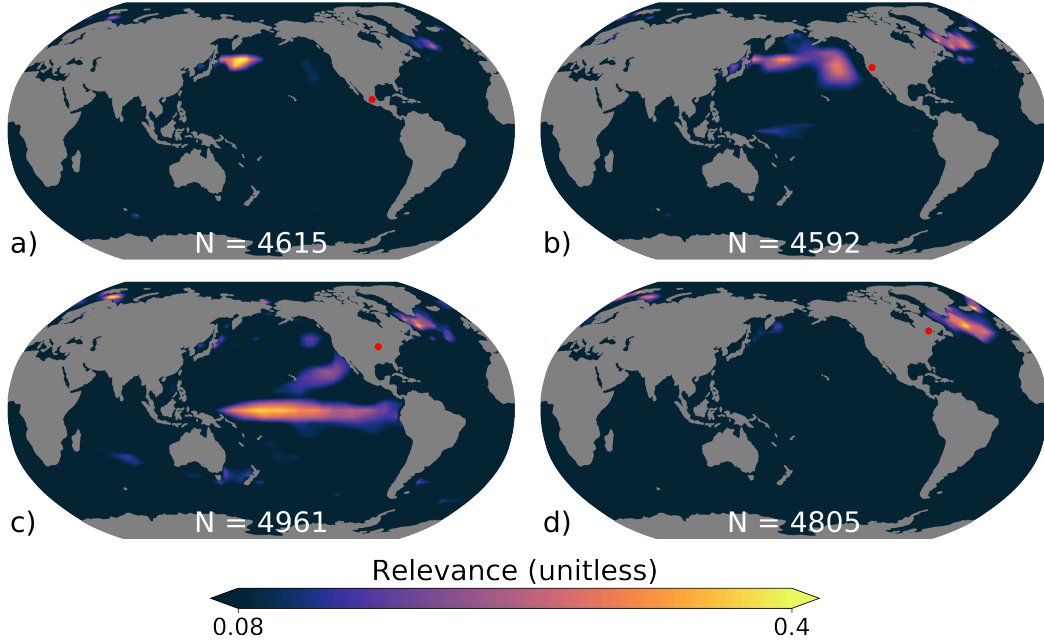 a)
N = 4615
b)
N = 4592
c)
N = 4961
d)
N = 4805
Relevance (unitless)
0.08
0.4